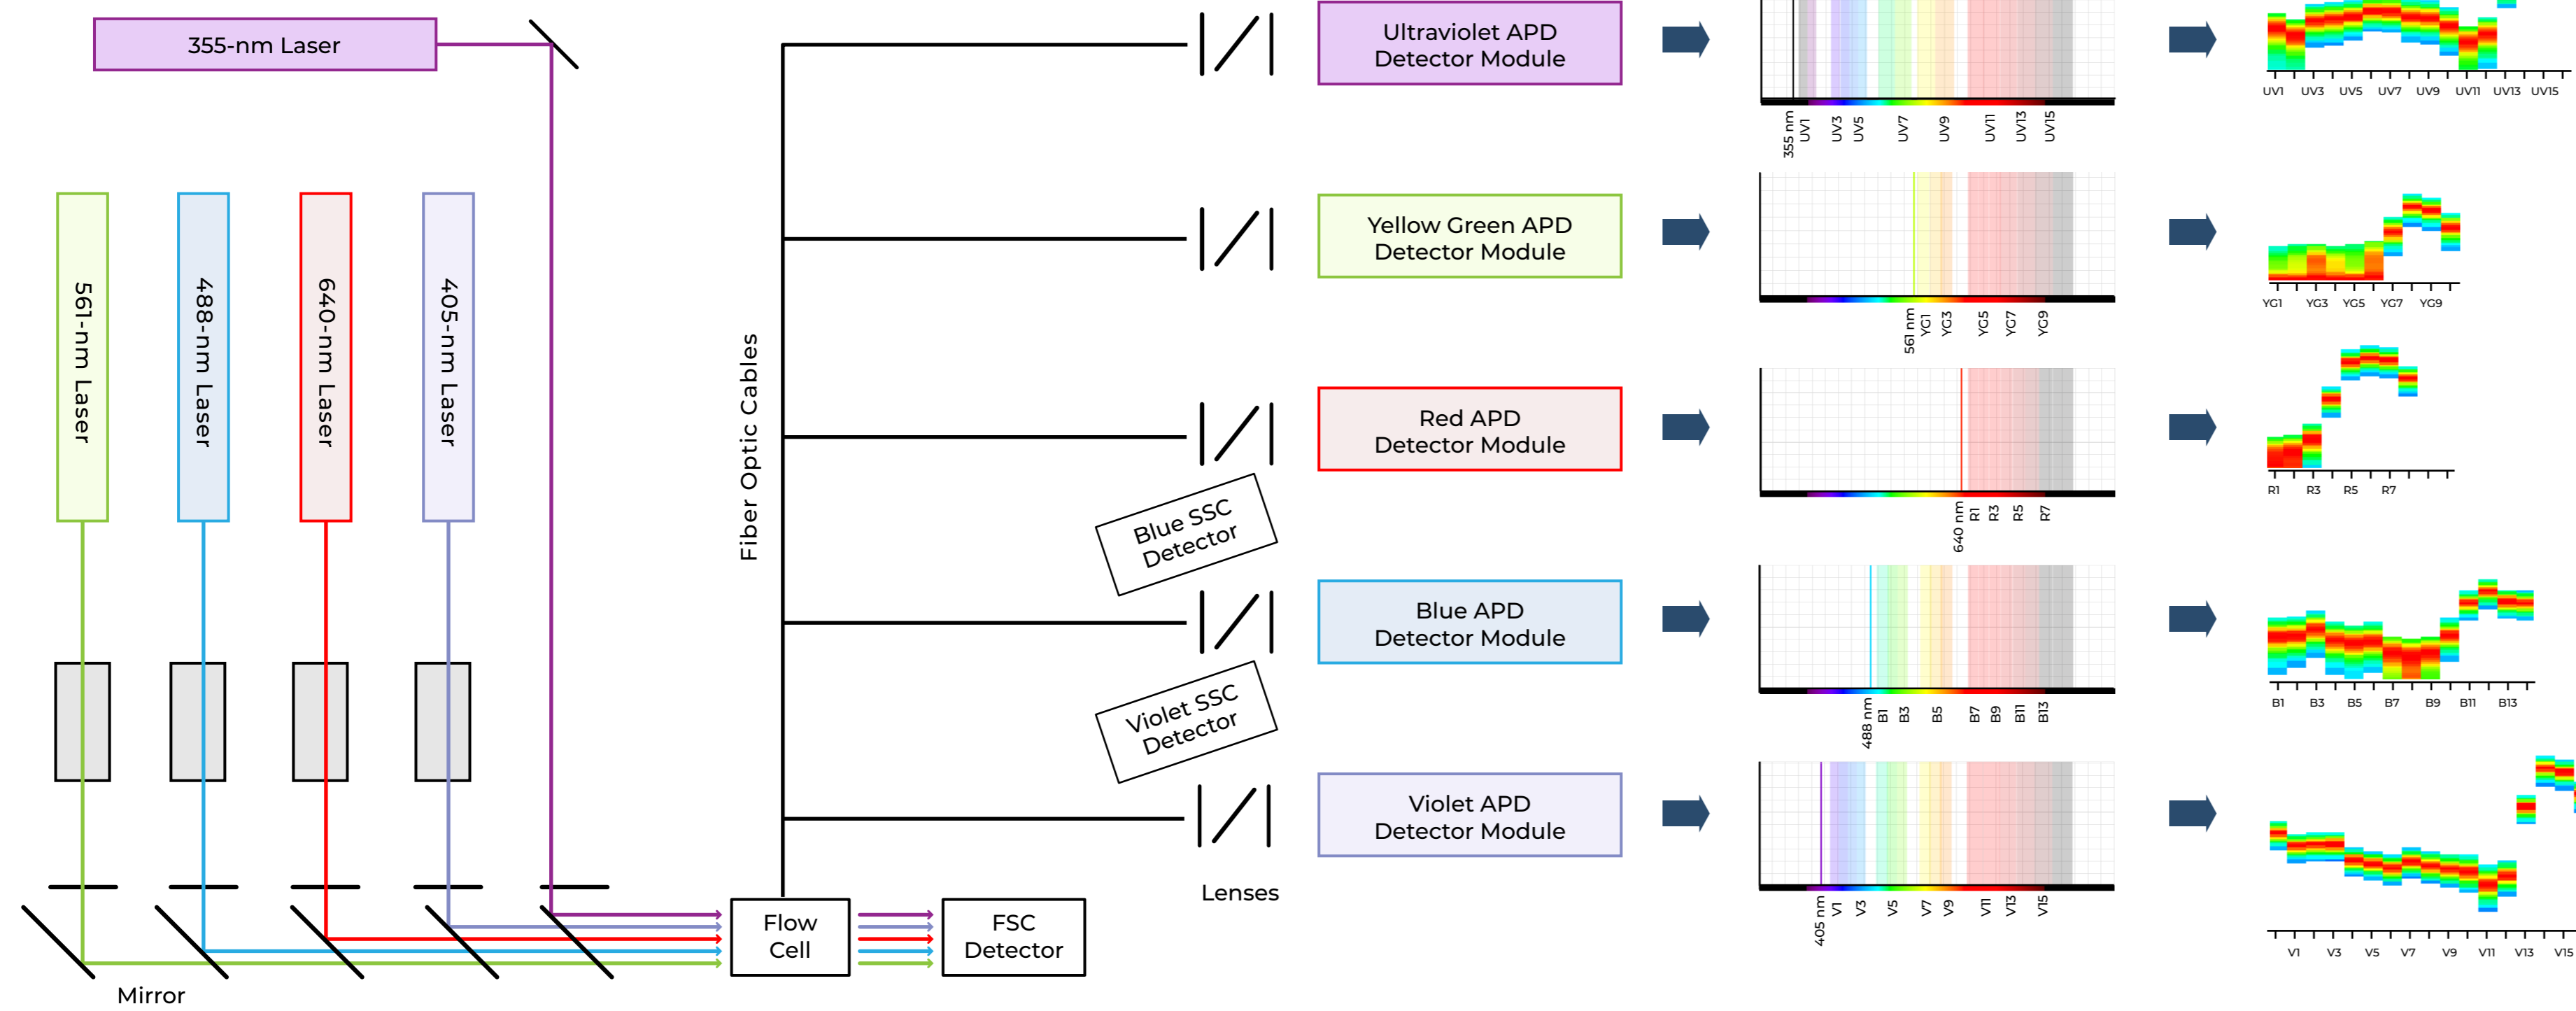 355-nm Laser
561-nm Laser
488-nm Laser
640-nm Laser
405-nm Laser
Mirror
Fiber Optic Cables
Flow
Cell
FSC
Detector
Blue SSC
Detector
Violet SSC
Detector
Lenses
Ultraviolet APD
Detector Module
355 nm UV1 UV3 UV5 UV7 UV9 UV11 UV13 UV15
UV1 UV3 UV5 UV7 UV9 UV11 UV13 UV15
Yellow Green APD
Detector Module
561 nm YG1 YG3 YG5 YG7 YG9
YG1 YG3 YG5 YG7 YG9
Red APD
Detector Module
640 nm R1 R3 R5 R7
R1 R3 R5 R7
Blue APD
Detector Module
488 nm B1 B3 B5 B7 B9 B11 B13
B1 B3 B5 B7 B9 B11 B13
Violet APD
Detector Module
405 nm V1 V3 V5 V7 V9 V11 V13 V15
V1 V3 V5 V7 V9 V11 V13 V15